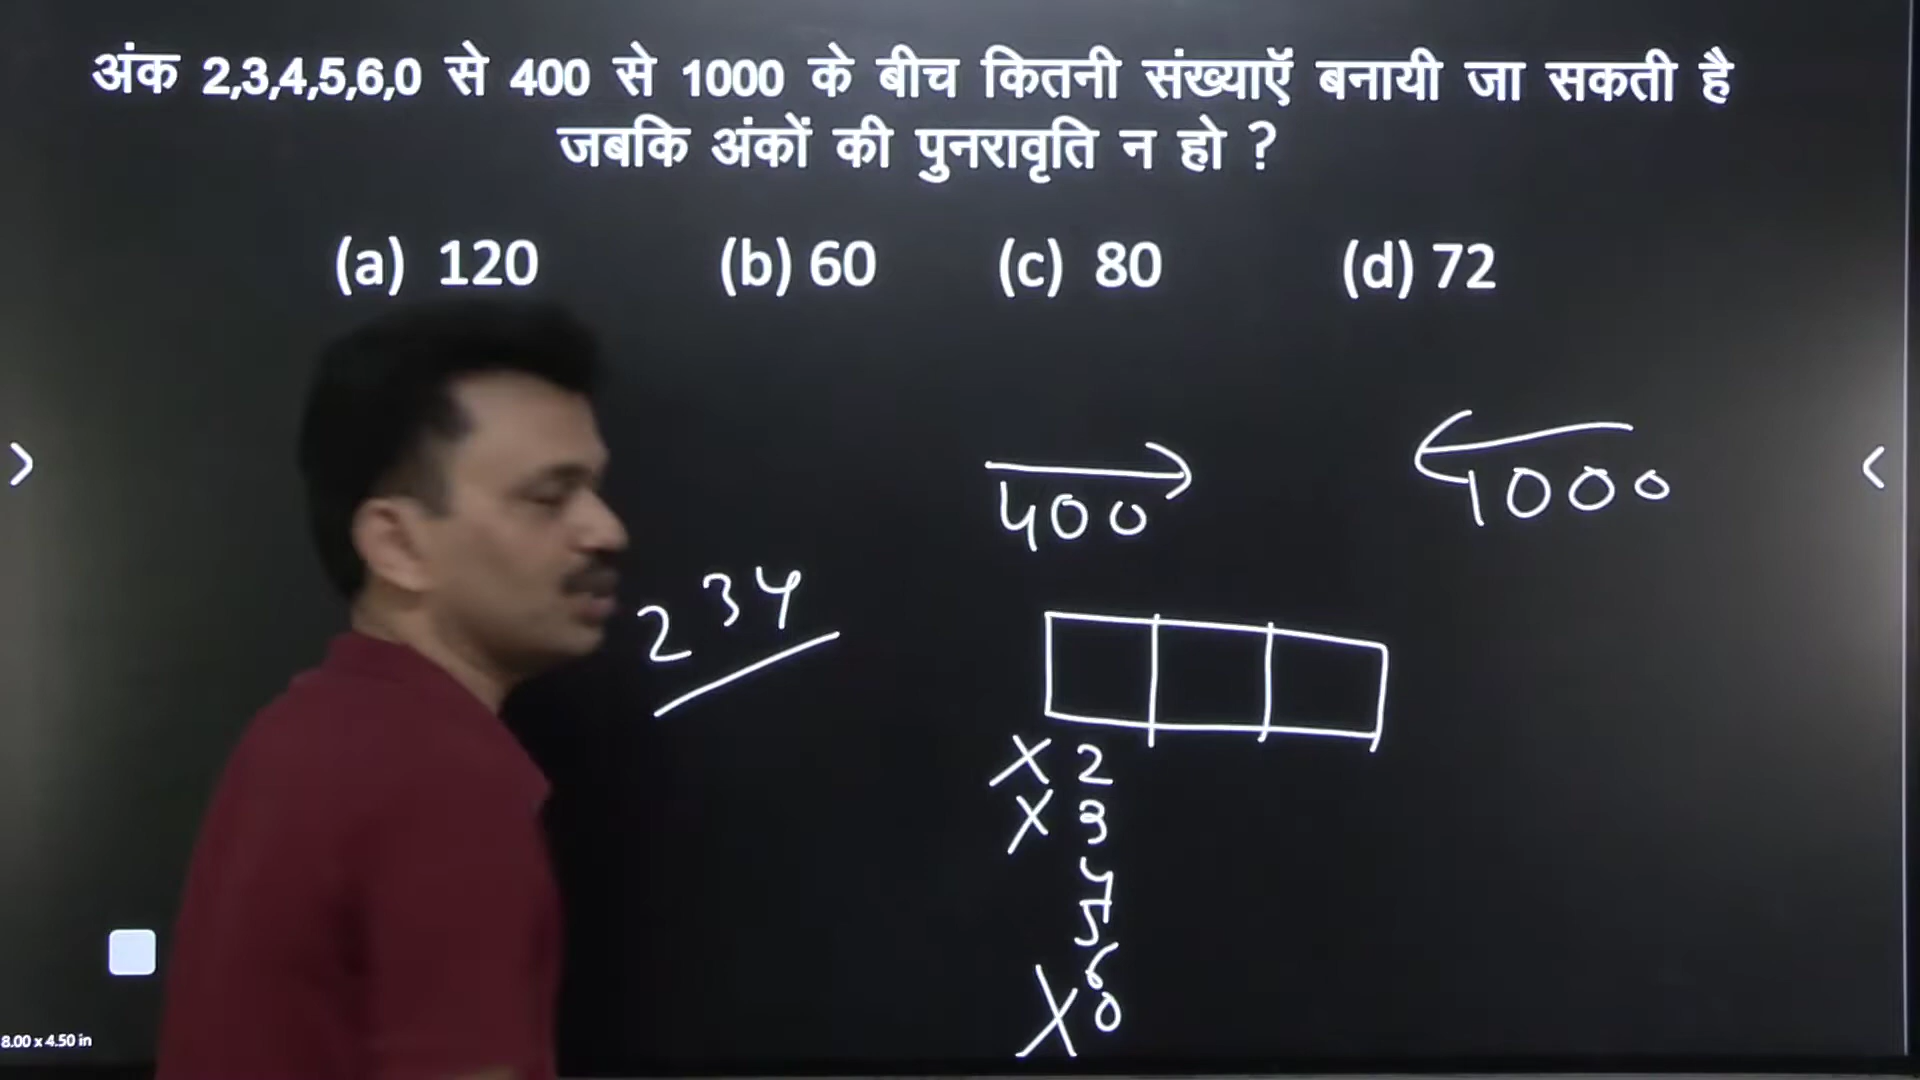 अंक 2,3,4,5,6,0 से 400 से 1000 के बीच कितनी संख्याऍ बनायी जा सकती है
जबकि अंकों की पुनरावृति न हो ?
(a) 120 (b) 60 (c) 80 (d) 72
400 1000
234
X 2
X 3
4
5
6
X 0
8.00 x 4.50 in